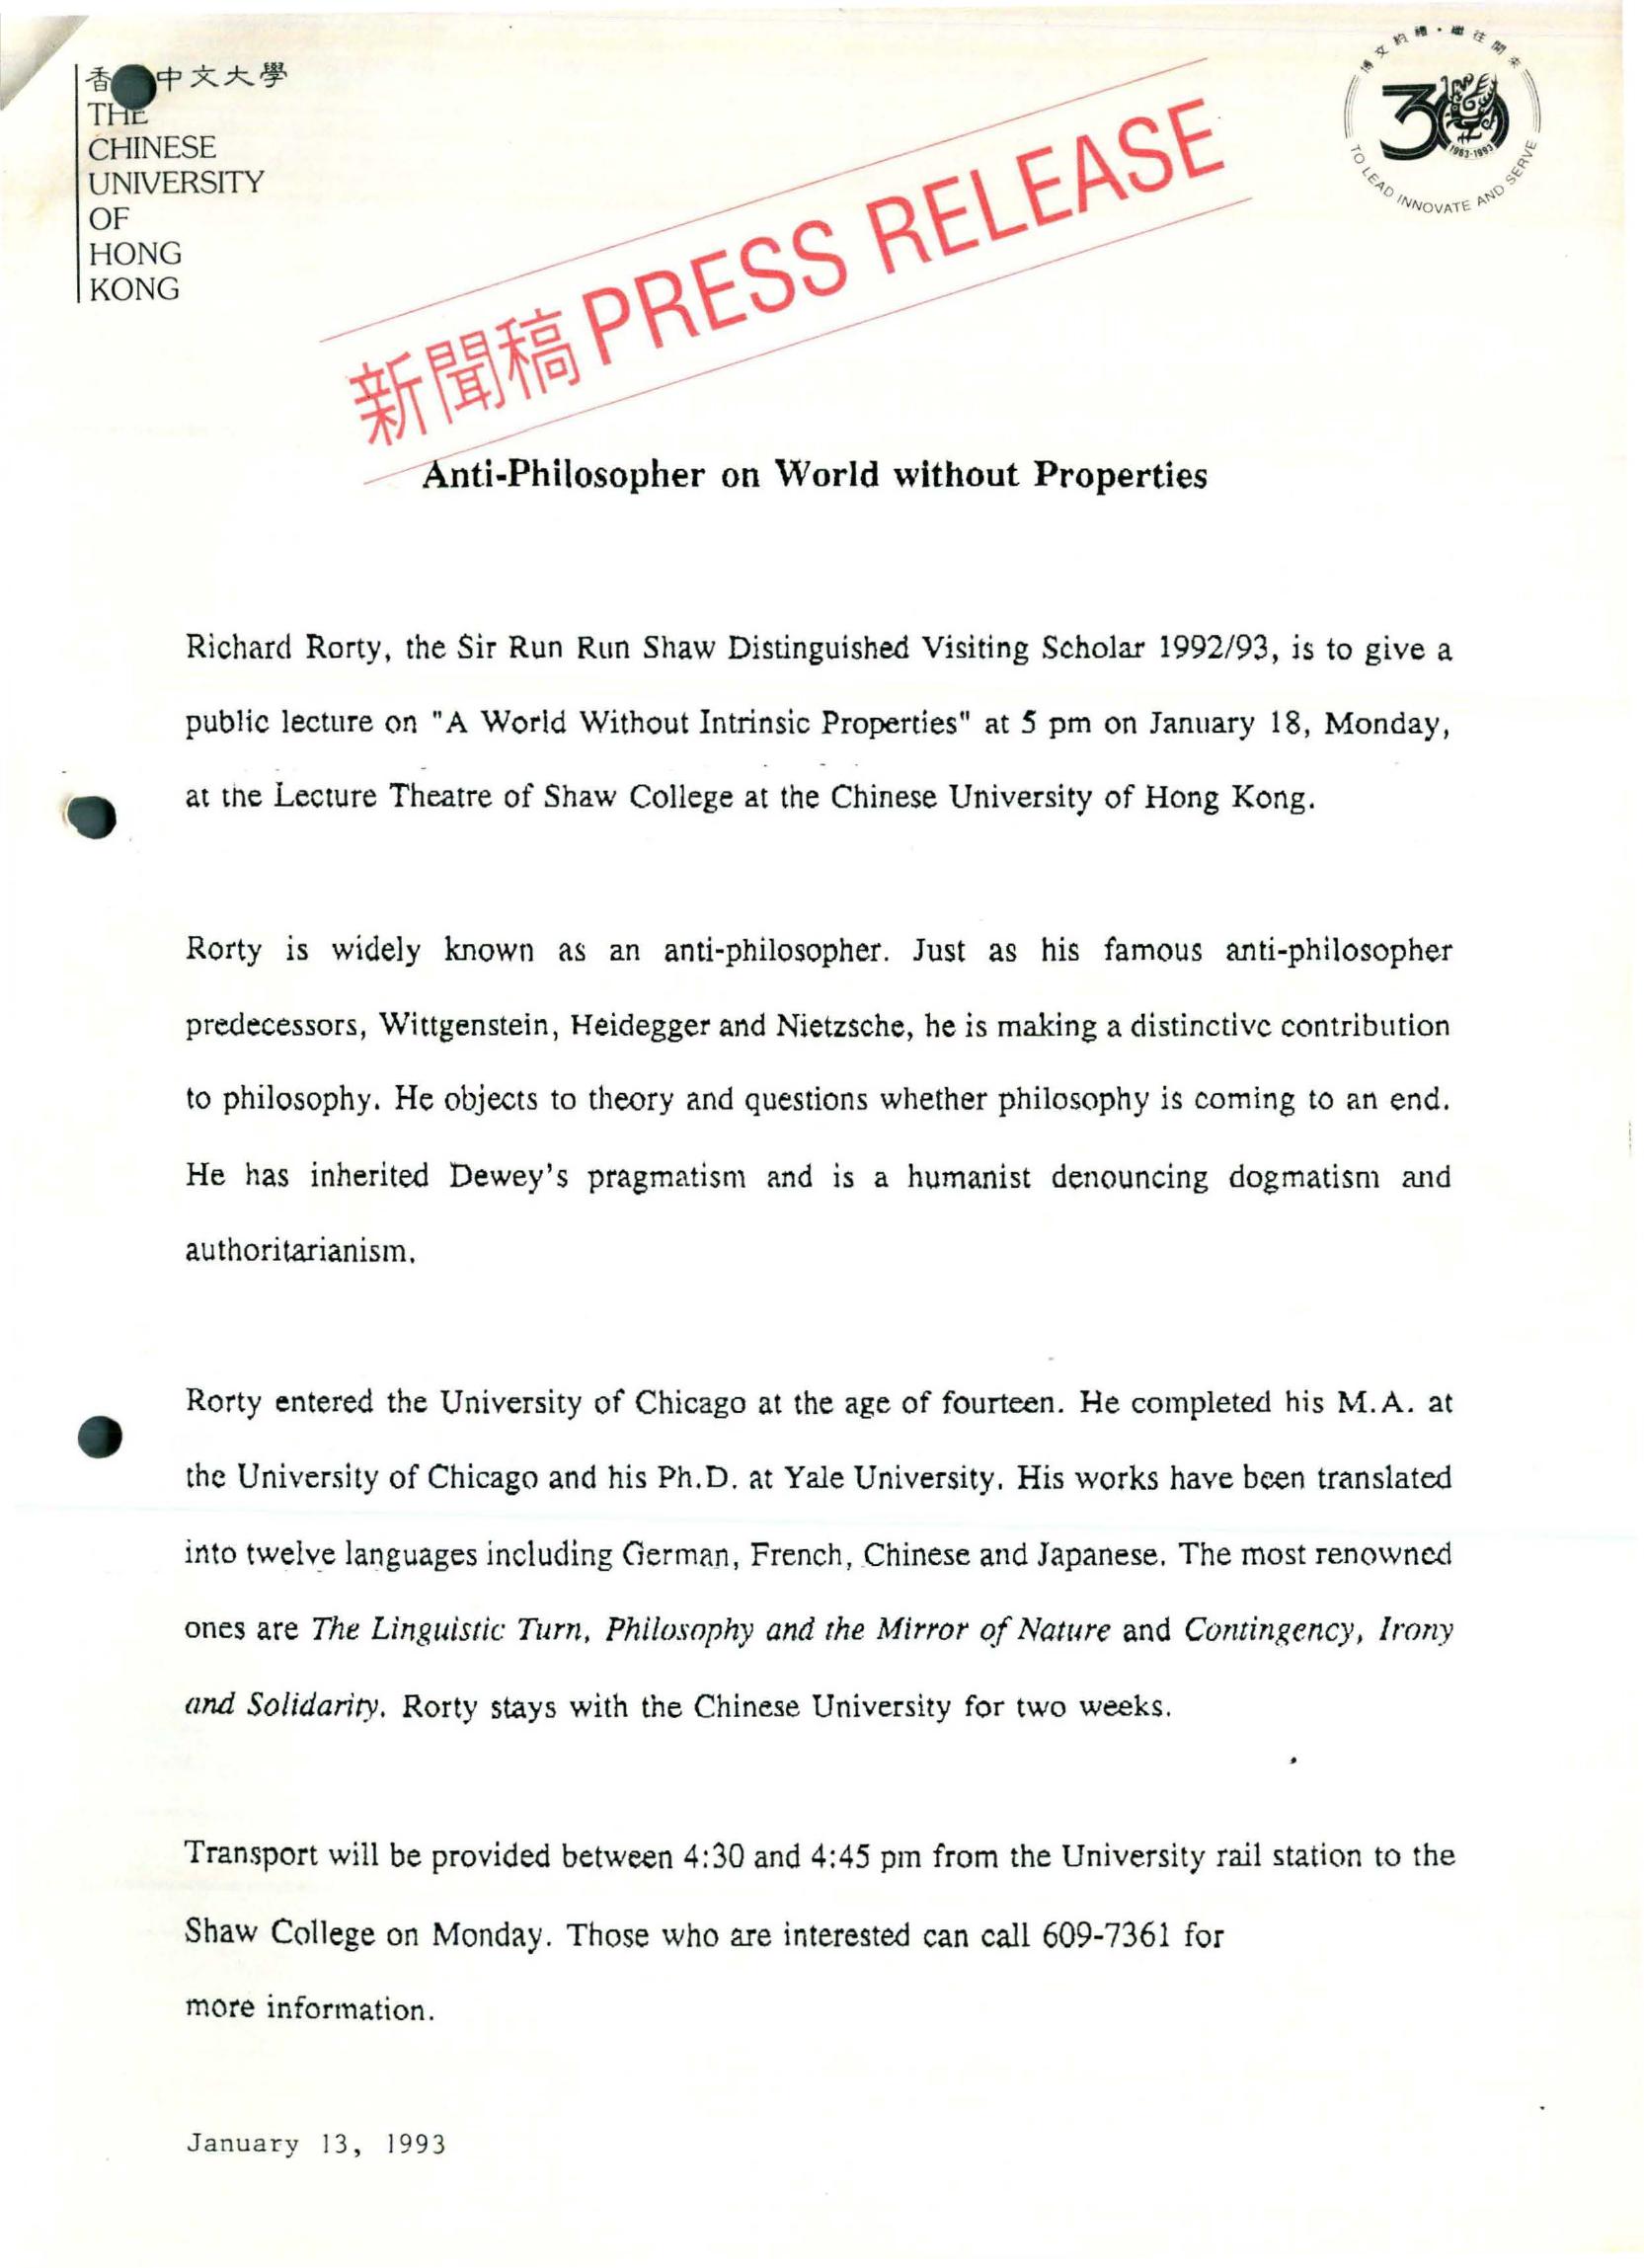 香 中文大學
THE
CHINESE
UNIVERSITY
OF
HONG
KONG
博文約禮·繼往開來
30
1963-1993
TO LEAD INNOVATE AND SERVE
新聞稿 PRESS RELEASE
Anti-Philosopher on World without Properties
Richard Rorty, the Sir Run Run Shaw Distinguished Visiting Scholar 1992/93, is to give a
public lecture on "A World Without Intrinsic Properties" at 5 pm on January 18, Monday,
at the Lecture Theatre of Shaw College at the Chinese University of Hong Kong.
Rorty is widely known as an anti-philosopher. Just as his famous anti-philosopher
predecessors, Wittgenstein, Heidegger and Nietzsche, he is making a distinctive contribution
to philosophy. He objects to theory and questions whether philosophy is coming to an end.
He has inherited Dewey's pragmatism and is a humanist denouncing dogmatism and
authoritarianism.
Rorty entered the University of Chicago at the age of fourteen. He completed his M.A. at
the University of Chicago and his Ph.D. at Yale University. His works have been translated
into twelve languages including German, French, Chinese and Japanese. The most renowned
ones are The Linguistic Turn, Philosophy and the Mirror of Nature and Contingency, Irony
and Solidarity. Rorty stays with the Chinese University for two weeks.
Transport will be provided between 4:30 and 4:45 pm from the University rail station to the
Shaw College on Monday. Those who are interested can call 609-7361 for
more information.
January 13, 1993